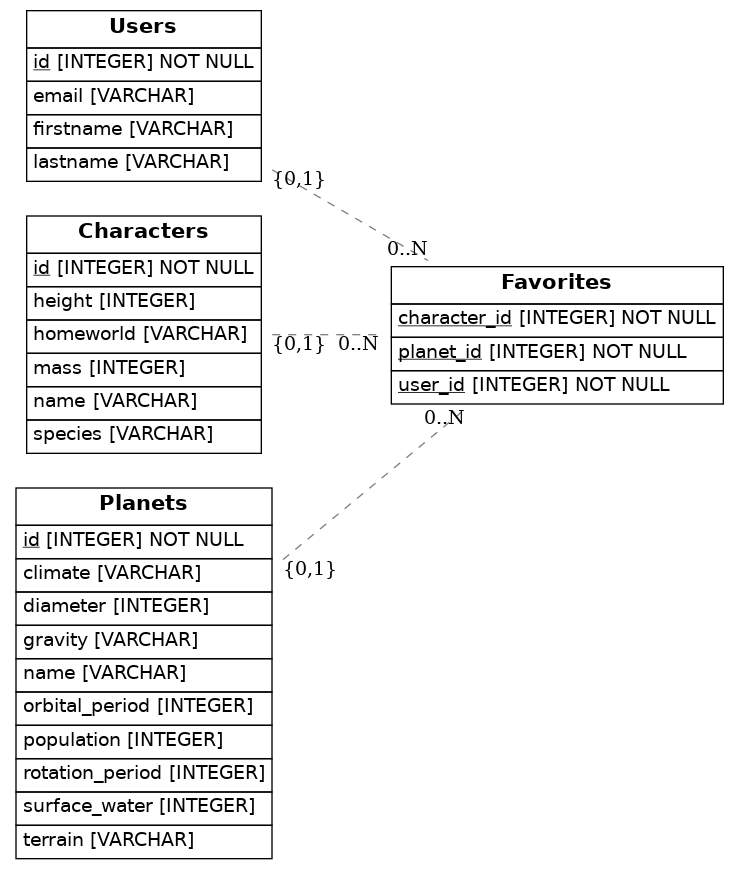 Users
id [INTEGER] NOT NULL
email [VARCHAR]
firstname [VARCHAR]
lastname [VARCHAR]
{0,1}
0..N
Characters
id [INTEGER] NOT NULL
height [INTEGER]
homeworld [VARCHAR]
mass [INTEGER]
name [VARCHAR]
species [VARCHAR]
{0,1} 0..N
Favorites
character_id [INTEGER] NOT NULL
planet_id [INTEGER] NOT NULL
user_id [INTEGER] NOT NULL
0..N
{0,1}
Planets
id [INTEGER] NOT NULL
climate [VARCHAR]
diameter [INTEGER]
gravity [VARCHAR]
name [VARCHAR]
orbital_period [INTEGER]
population [INTEGER]
rotation_period [INTEGER]
surface_water [INTEGER]
terrain [VARCHAR]